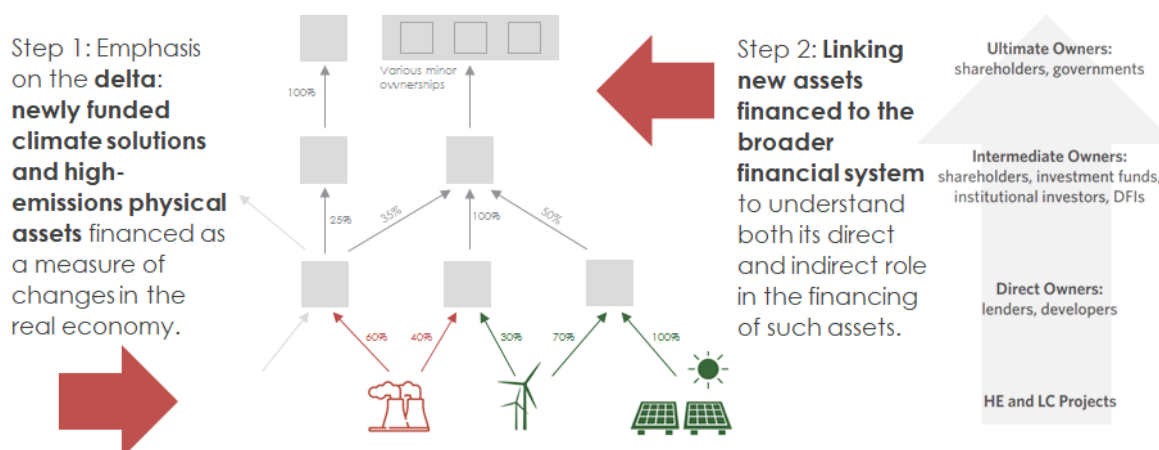 Step 1: Emphasis
on the delta:
newly funded
climate solutions
and high-
emissions physical
assets financed as
a measure of
changes in the
real economy.
Various minor
ownerships
100%
25%
35%
100%
50%
60%
40%
30%
70%
100%
Step 2: Linking
new assets
financed to the
broader
financial system
to understand
both its direct
and indirect role
in the financing
of such assets.
Ultimate Owners:
shareholders, governments
Intermediate Owners:
shareholders, investment funds,
institutional investors, DFIs
Direct Owners:
lenders, developers
HE and LC Projects